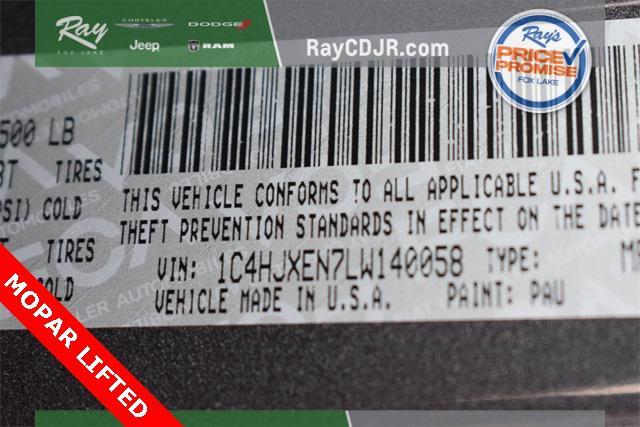 Ray
FOX LAKE
CHRYSLER
DODGE
Jeep
RAM
RayCDJR.com
Ray's
PRICE
PROMISE
FOX LAKE
500 LB
TIRES
COLD
TIRES
COLD
THIS VEHICLE CONFORMS TO ALL APPLICABLE U.S.A. F
THEFT PREVENTION STANDARDS IN EFFECT ON THE DATE
VIN: 1C4HJXEN7LW140058 TYPE:
VEHICLE MADE IN U.S.A. PAINT: PAU
MOPAR LIFTED